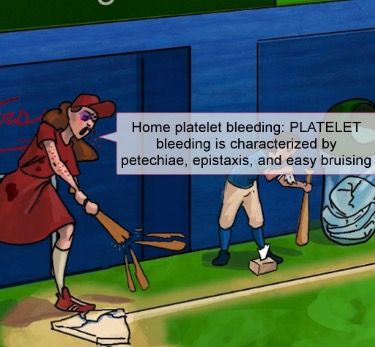 Home platelet bleeding: PLATELET
bleeding is characterized by
petechiae, epistaxis, and easy bruising